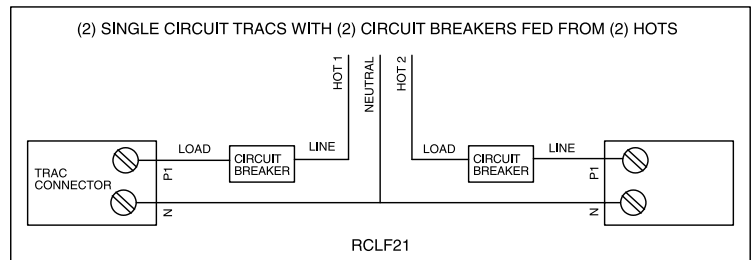 (2) SINGLE CIRCUIT TRACS WITH (2) CIRCUIT BREAKERS FED FROM (2) HOTS
HOT 1
NEUTRAL
HOT 2
TRAC
CONNECTOR
P1
N
LOAD
CIRCUIT
BREAKER
LINE
LOAD
CIRCUIT
BREAKER
LINE
P1
N
RCLF21